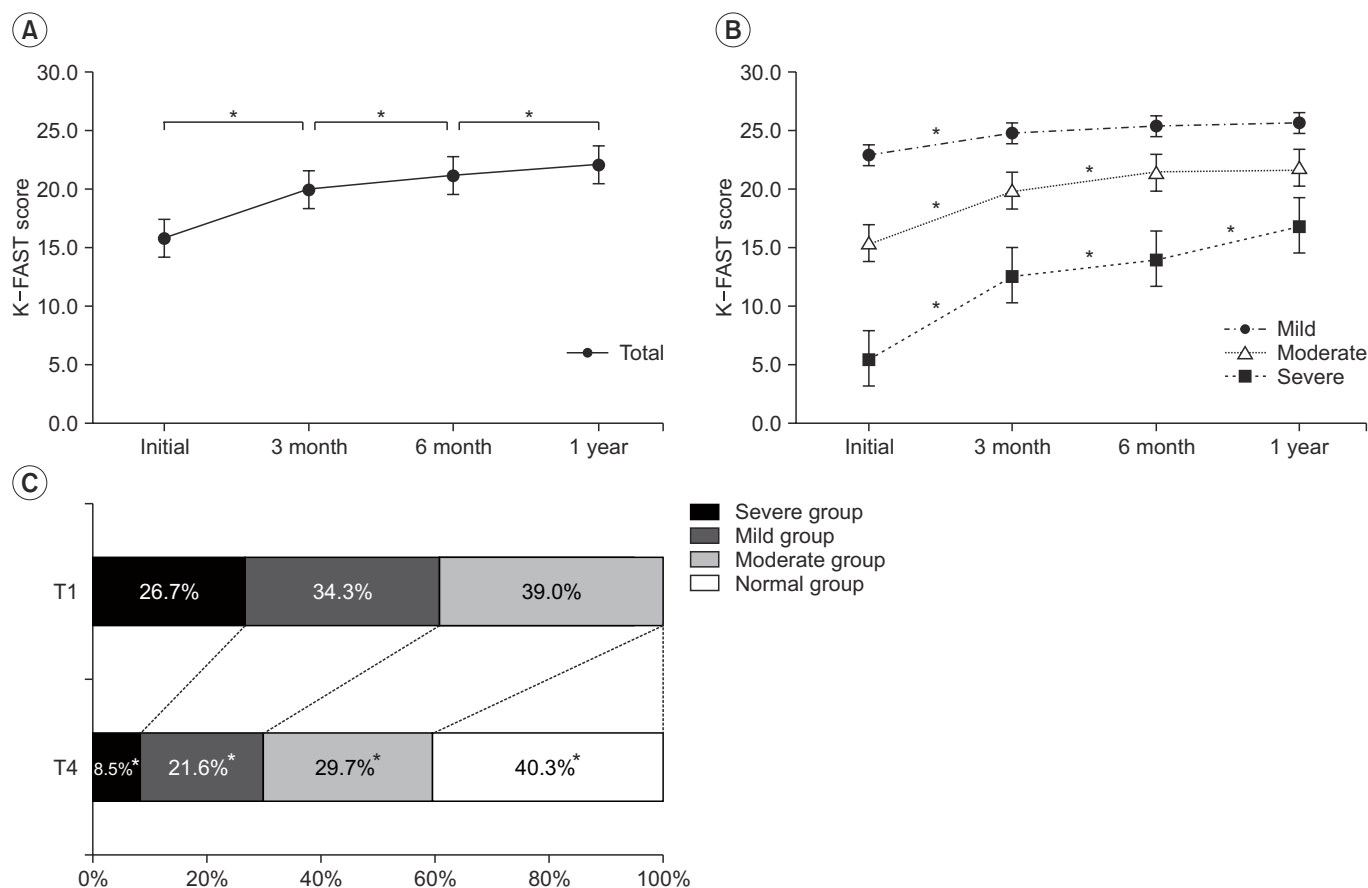 A
K−FAST score
30.0
25.0
20.0
15.0
10.0
5.0
0.0
* * *
Total
Initial 3 month 6 month 1 year
B
K−FAST score
30.0
25.0
20.0
15.0
10.0
5.0
0.0
*
* *
* * *
Mild
Moderate
Severe
Initial 3 month 6 month 1 year
C
Severe group
Mild group
Moderate group
Normal group
T1 26.7% 34.3% 39.0%
T4 8.5%* 21.6%* 29.7%* 40.3%*
0% 20% 40% 60% 80% 100%